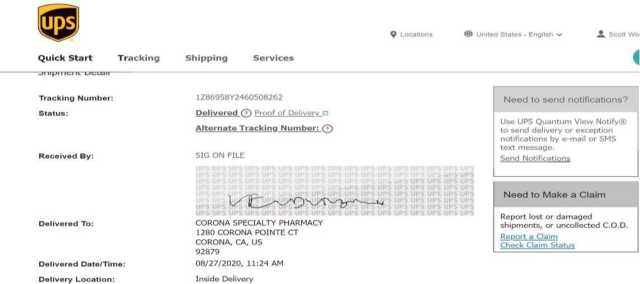 ups
Locations
United States - English
Scott Wo
Quick Start Tracking Shipping Services
Shipment Detail
Tracking Number: 1Z86958Y2460508262
Status: Delivered Proof of Delivery
Alternate Tracking Number:
Received By: SIG ON FILE
Delivered To: CORONA SPECIALTY PHARMACY
1280 CORONA POINTE CT
CORONA, CA, US
92879
Delivered Date/Time: 08/27/2020, 11:24 AM
Delivery Location: Inside Delivery
Need to send notifications?
Use UPS Quantum View Notify®
to send delivery or exception
notifications by e-mail or SMS
text message.
Send Notifications
Need to Make a Claim
Report lost or damaged
shipments, or uncollected C.O.D.
Report a Claim
Check Claim Status